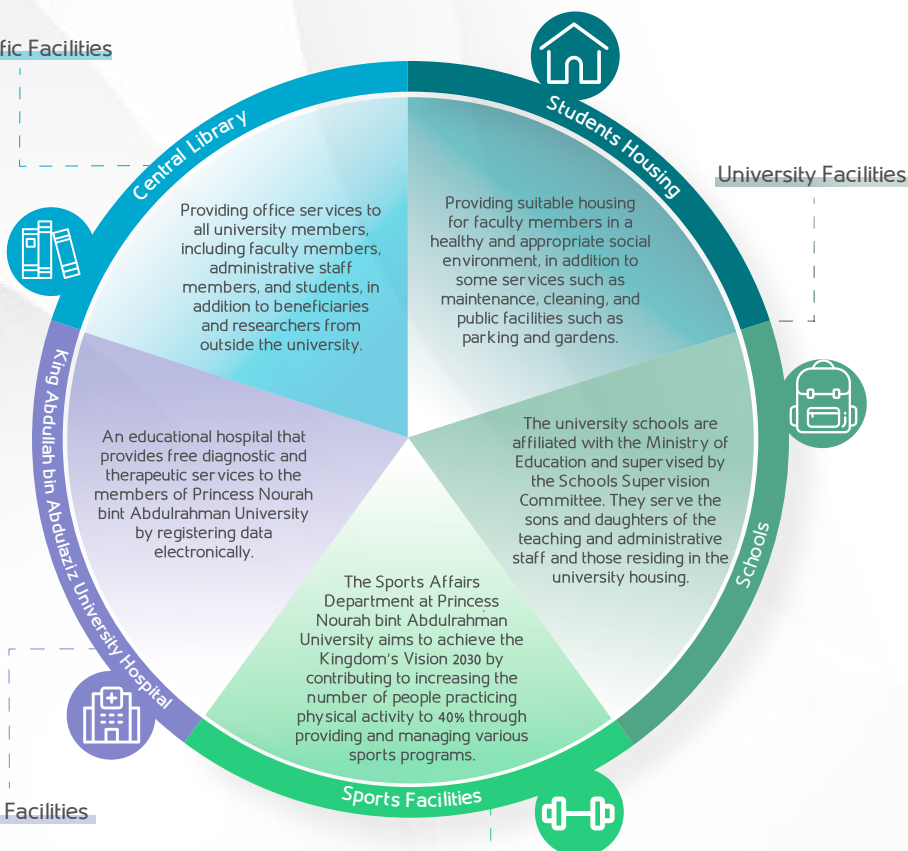 fic Facilities
Central Library
Providing office services to
all university members,
including faculty members,
administrative staff
members, and students, in
addition to beneficiaries
and researchers from
outside the university.
Students Housing
Providing suitable housing
for faculty members in a
healthy and appropriate social
environment, in addition to
some services such as
maintenance, cleaning, and
public facilities such as
parking and gardens.
University Facilities
King Abdullah bin Abdulaziz University Hospital
An educational hospital that
provides free diagnostic and
therapeutic services to the
members of Princess Nourah
bint Abdulrahman University
by registering data
electronically.
Schools
The university schools are
affiliated with the Ministry of
Education and supervised by
the Schools Supervision
Committee. They serve the
sons and daughters of the
teaching and administrative
staff and those residing in the
university housing.
The Sports Affairs
Department at Princess
Nourah bint Abdulrahman
University aims to achieve the
Kingdom's Vision 2030 by
contributing to increasing the
number of people practicing
physical activity to 40% through
providing and managing various
sports programs.
Sports Facilities
Facilities